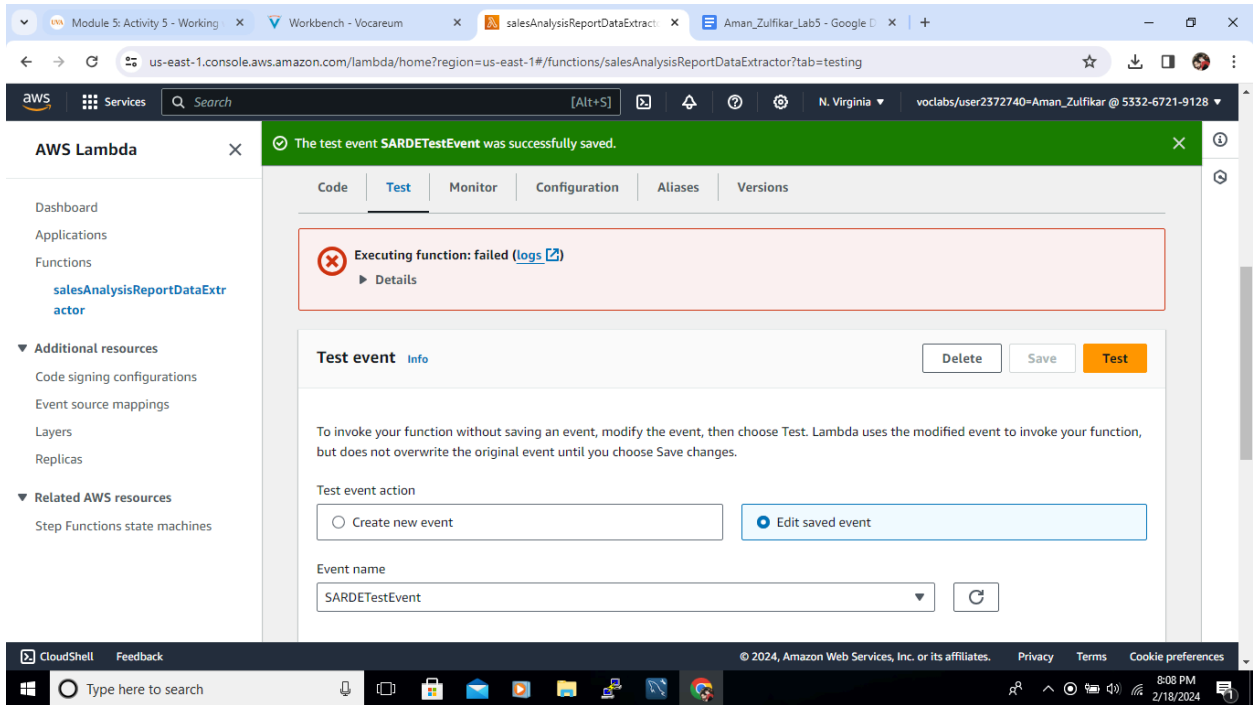 Module 5: Activity 5 - Working
Workbench - Vocareum
salesAnalysisReportDataExtracto
Aman_Zulfikar_Lab5 - Google D
us-east-1.console.aws.amazon.com/lambda/home?region=us-east-1#/functions/salesAnalysisReportDataExtractor?tab=testing
aws
Services
Search
[Alt+S]
N. Virginia
voclabs/user2372740=Aman_Zulfikar @ 5332-6721-9128
AWS Lambda
Dashboard
Applications
Functions
salesAnalysisReportDataExtr
actor
Additional resources
Code signing configurations
Event source mappings
Layers
Replicas
Related AWS resources
Step Functions state machines
The test event SARDETestEvent was successfully saved.
Code
Test
Monitor
Configuration
Aliases
Versions
Executing function: failed (logs)
Details
Test event Info
Delete
Save
Test
To invoke your function without saving an event, modify the event, then choose Test. Lambda uses the modified event to invoke your function,
but does not overwrite the original event until you choose Save changes.
Test event action
Create new event
Edit saved event
Event name
SARDETestEvent
CloudShell
Feedback
© 2024, Amazon Web Services, Inc. or its affiliates.
Privacy
Terms
Cookie preferences
Type here to search
8:08 PM
2/18/2024
1